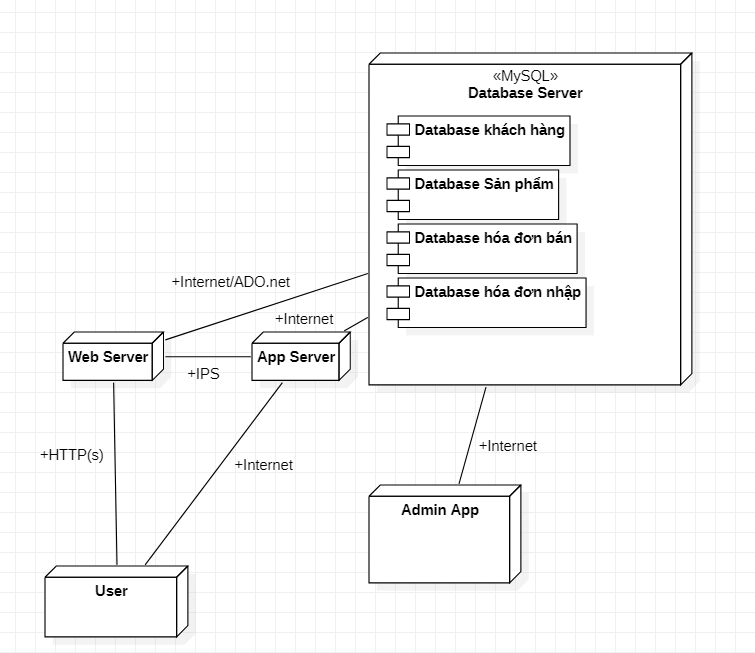 «MySQL»
Database Server
Database khách hàng
Database Sản phẩm
Database hóa đơn bán
Database hóa đơn nhập
+Internet/ADO.net
+Internet
Web Server
App Server
+IPS
+HTTP(s)
+Internet
+Internet
Admin App
User